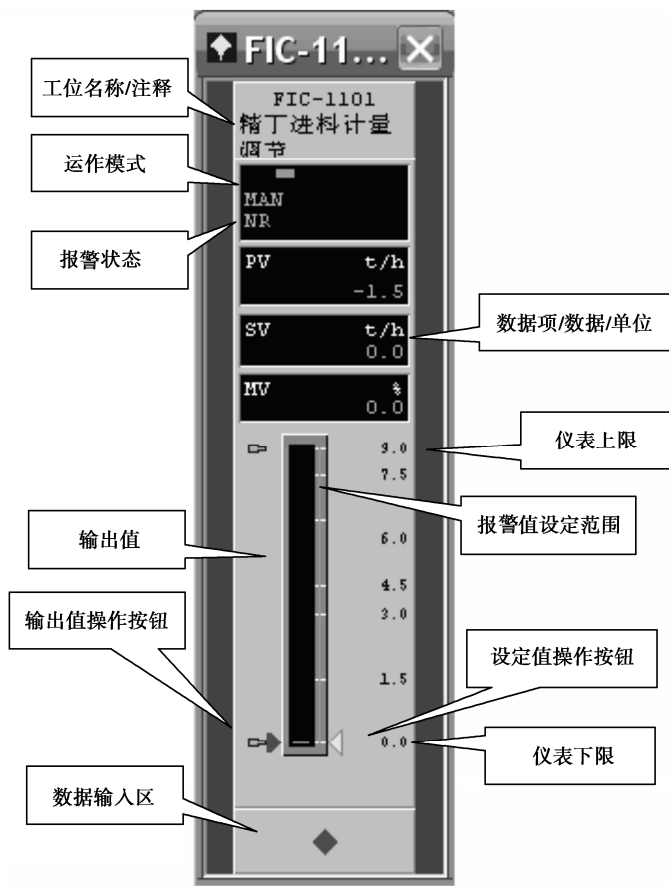 FIC-11...
工位名称/注释
FIC-1101
精丁进料计量
调节
运作模式
MAN
NR
报警状态
PV t/h
-1.5
数据项/数据/单位
SV t/h
0.0
MV %
0.0
仪表上限
9.0
7.5
报警值设定范围
输出值
6.0
4.5
输出值操作按钮
3.0
设定值操作按钮
1.5
0.0
仪表下限
数据输入区